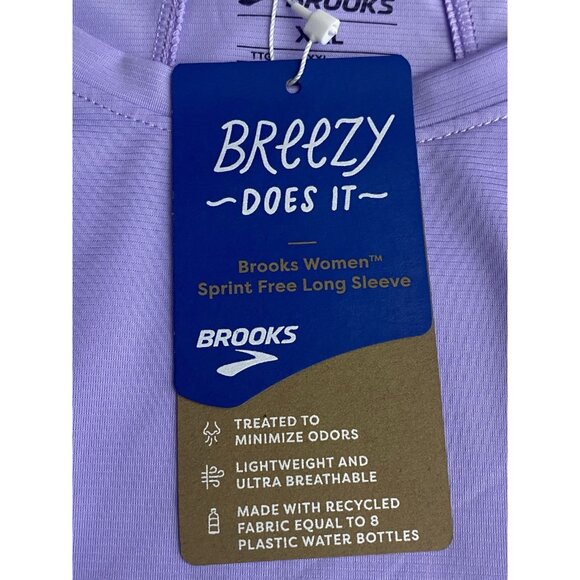 BROOKS
BReezy
~DOES IT~
Brooks Women™
Sprint Free Long Sleeve
BROOKS
TREATED TO
MINIMIZE ODORS
LIGHTWEIGHT AND
ULTRA BREATHABLE
MADE WITH RECYCLED
FABRIC EQUAL TO 8
PLASTIC WATER BOTTLES